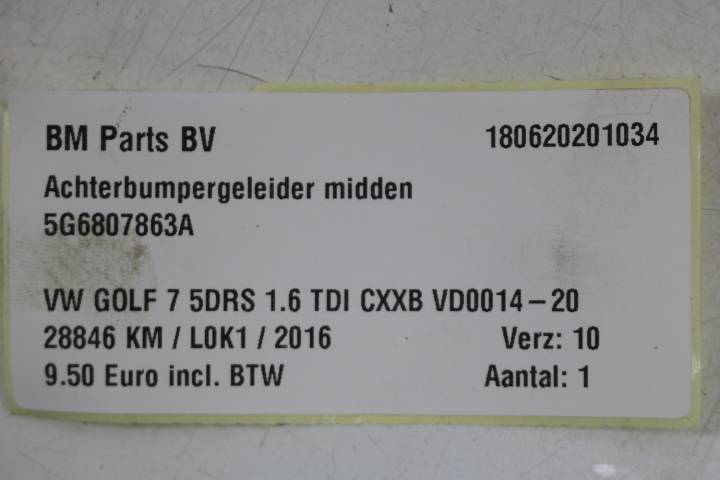 BM Parts BV 180620201034
Achterbumpergeleider midden
5G6807863A
VW GOLF 7 5DRS 1.6 TDI CXXB VD0014-20
28846 KM / L0K1 / 2016 Verz: 10
9.50 Euro incl. BTW Aantal: 1